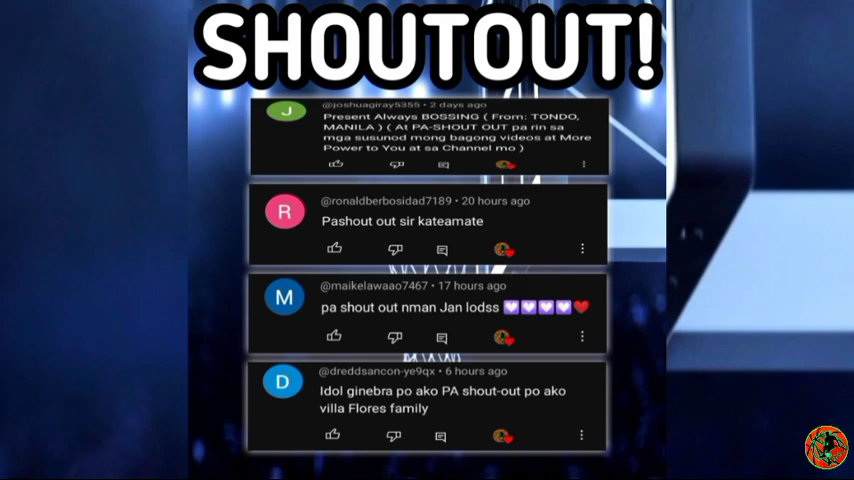 SHOUTOUT!
J
@joshuagiray5355 • 2 days ago
Present Always BOSSING ( From: TONDO,
MANILA ) ( At PA-SHOUT OUT pa rin sa
mga susunod mong bagong videos at More
Power to You at sa Channel mo )
R
@ronaldberbosidad7189 • 20 hours ago
Pashout out sir kateamate
M
@maikelawaao7467 • 17 hours ago
pa shout out nman Jan lodss 💜💜💜💜❤️
D
@dreddsancon-ye9qx • 6 hours ago
Idol ginebra po ako PA shout-out po ako
villa Flores family